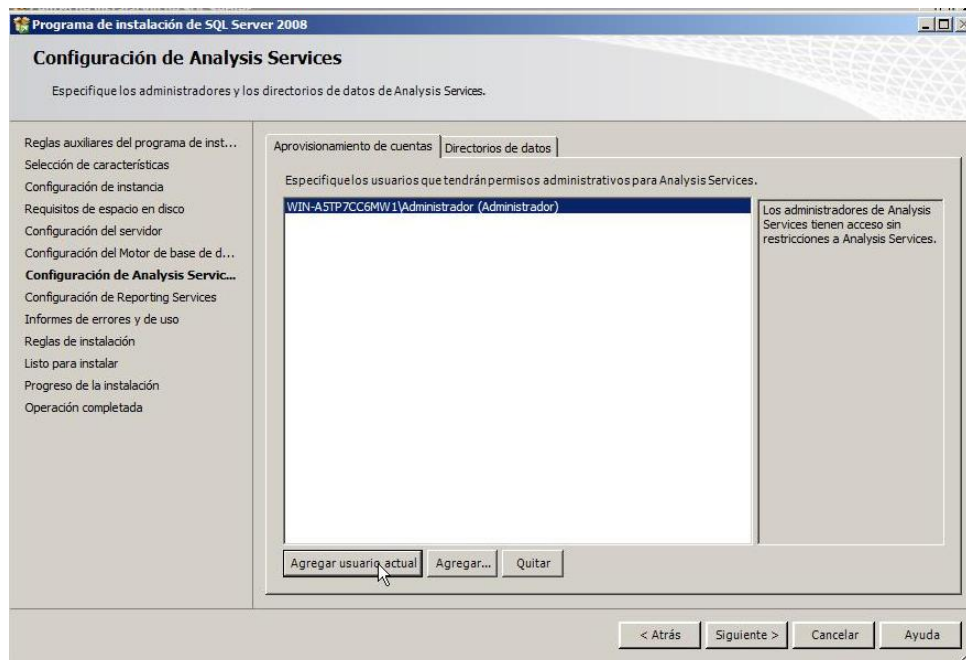 Programa de instalación de SQL Server 2008
Configuración de Analysis Services
Especifique los administradores y los directorios de datos de Analysis Services.
Reglas auxiliares del programa de inst...
Selección de características
Configuración de instancia
Requisitos de espacio en disco
Configuración del servidor
Configuración del Motor de base de d...
Configuración de Analysis Servic...
Configuración de Reporting Services
Informes de errores y de uso
Reglas de instalación
Listo para instalar
Progreso de la instalación
Operación completada
Aprovisionamiento de cuentas
Directorios de datos
Especifique los usuarios que tendrán permisos administrativos para Analysis Services.
WIN-A5TP7CC6MW1\Administrador (Administrador)
Los administradores de Analysis
Services tienen acceso sin
restricciones a Analysis Services.
Agregar usuario actual
Agregar...
Quitar
< Atrás
Siguiente >
Cancelar
Ayuda